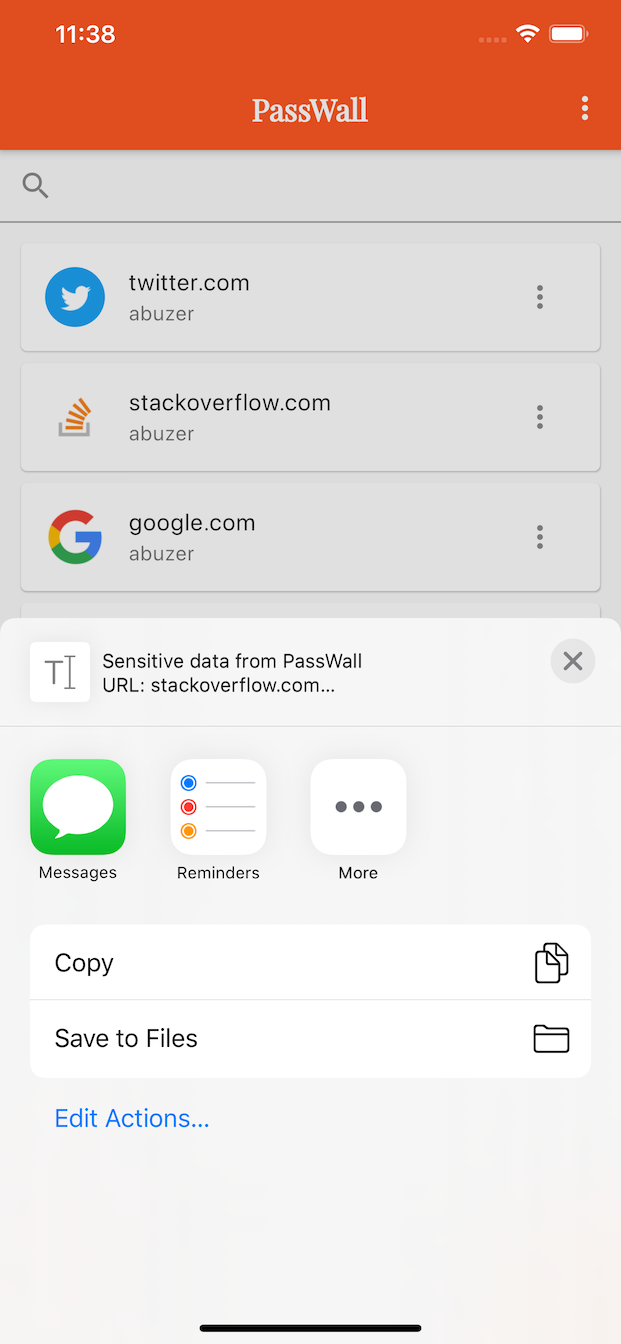 11:38
PassWall
twitter.com
abuzer
stackoverflow.com
abuzer
google.com
abuzer
Sensitive data from PassWall
URL: stackoverflow.com...
Messages
Reminders
More
Copy
Save to Files
Edit Actions...